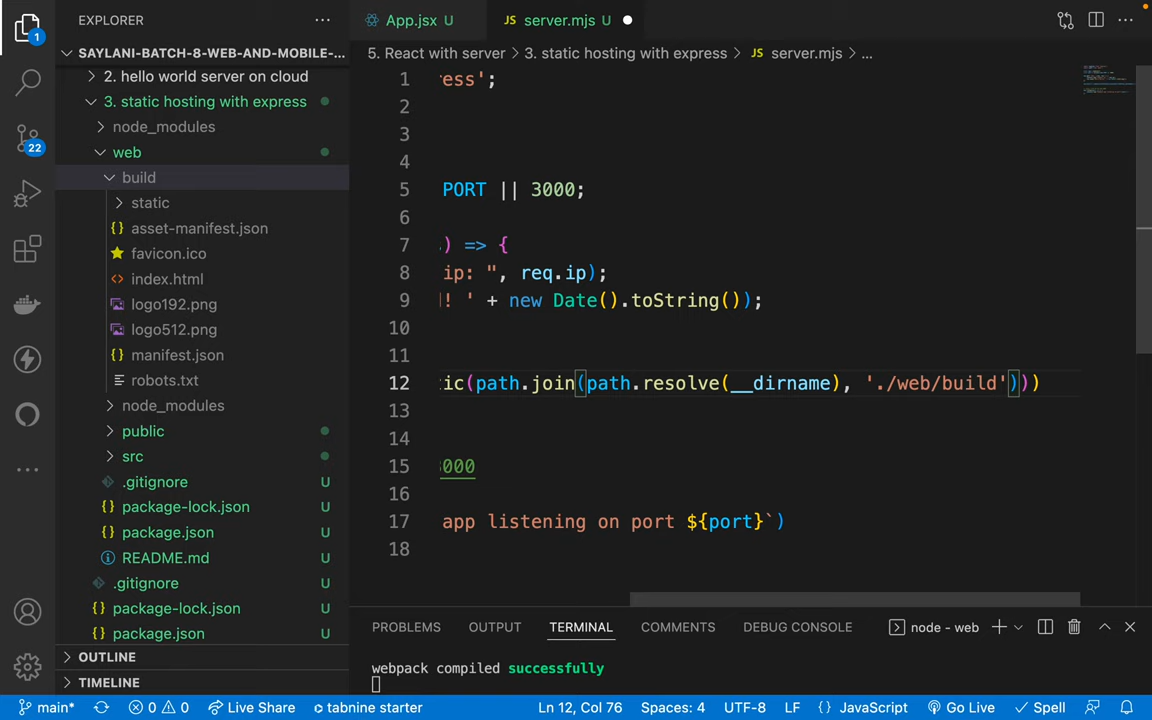 EXPLORER
SAYLANI-BATCH-8-WEB-AND-MOBILE-...
2. hello world server on cloud
3. static hosting with express
node_modules
web
build
static
asset-manifest.json
favicon.ico
index.html
logo192.png
logo512.png
manifest.json
robots.txt
node_modules
public
src
.gitignore U
package-lock.json U
package.json U
README.md U
.gitignore U
package-lock.json U
package.json U
OUTLINE
TIMELINE
1
22
App.jsx U
JS server.mjs U
5. React with server > 3. static hosting with express > JS server.mjs > ...
1 ess';
2
3
4
5 PORT || 3000;
6
7 ) => {
8 ip: ", req.ip);
9 ! ' + new Date().toString());
10
11
12 ic(path.join(path.resolve(__dirname), './web/build')))
13
14
15 000
16
17 app listening on port ${port}`)
18
PROBLEMS OUTPUT TERMINAL COMMENTS DEBUG CONSOLE node - web
webpack compiled successfully
main* 0 0 Live Share tabnine starter Ln 12, Col 76 Spaces: 4 UTF-8 LF {} JavaScript Go Live Spell